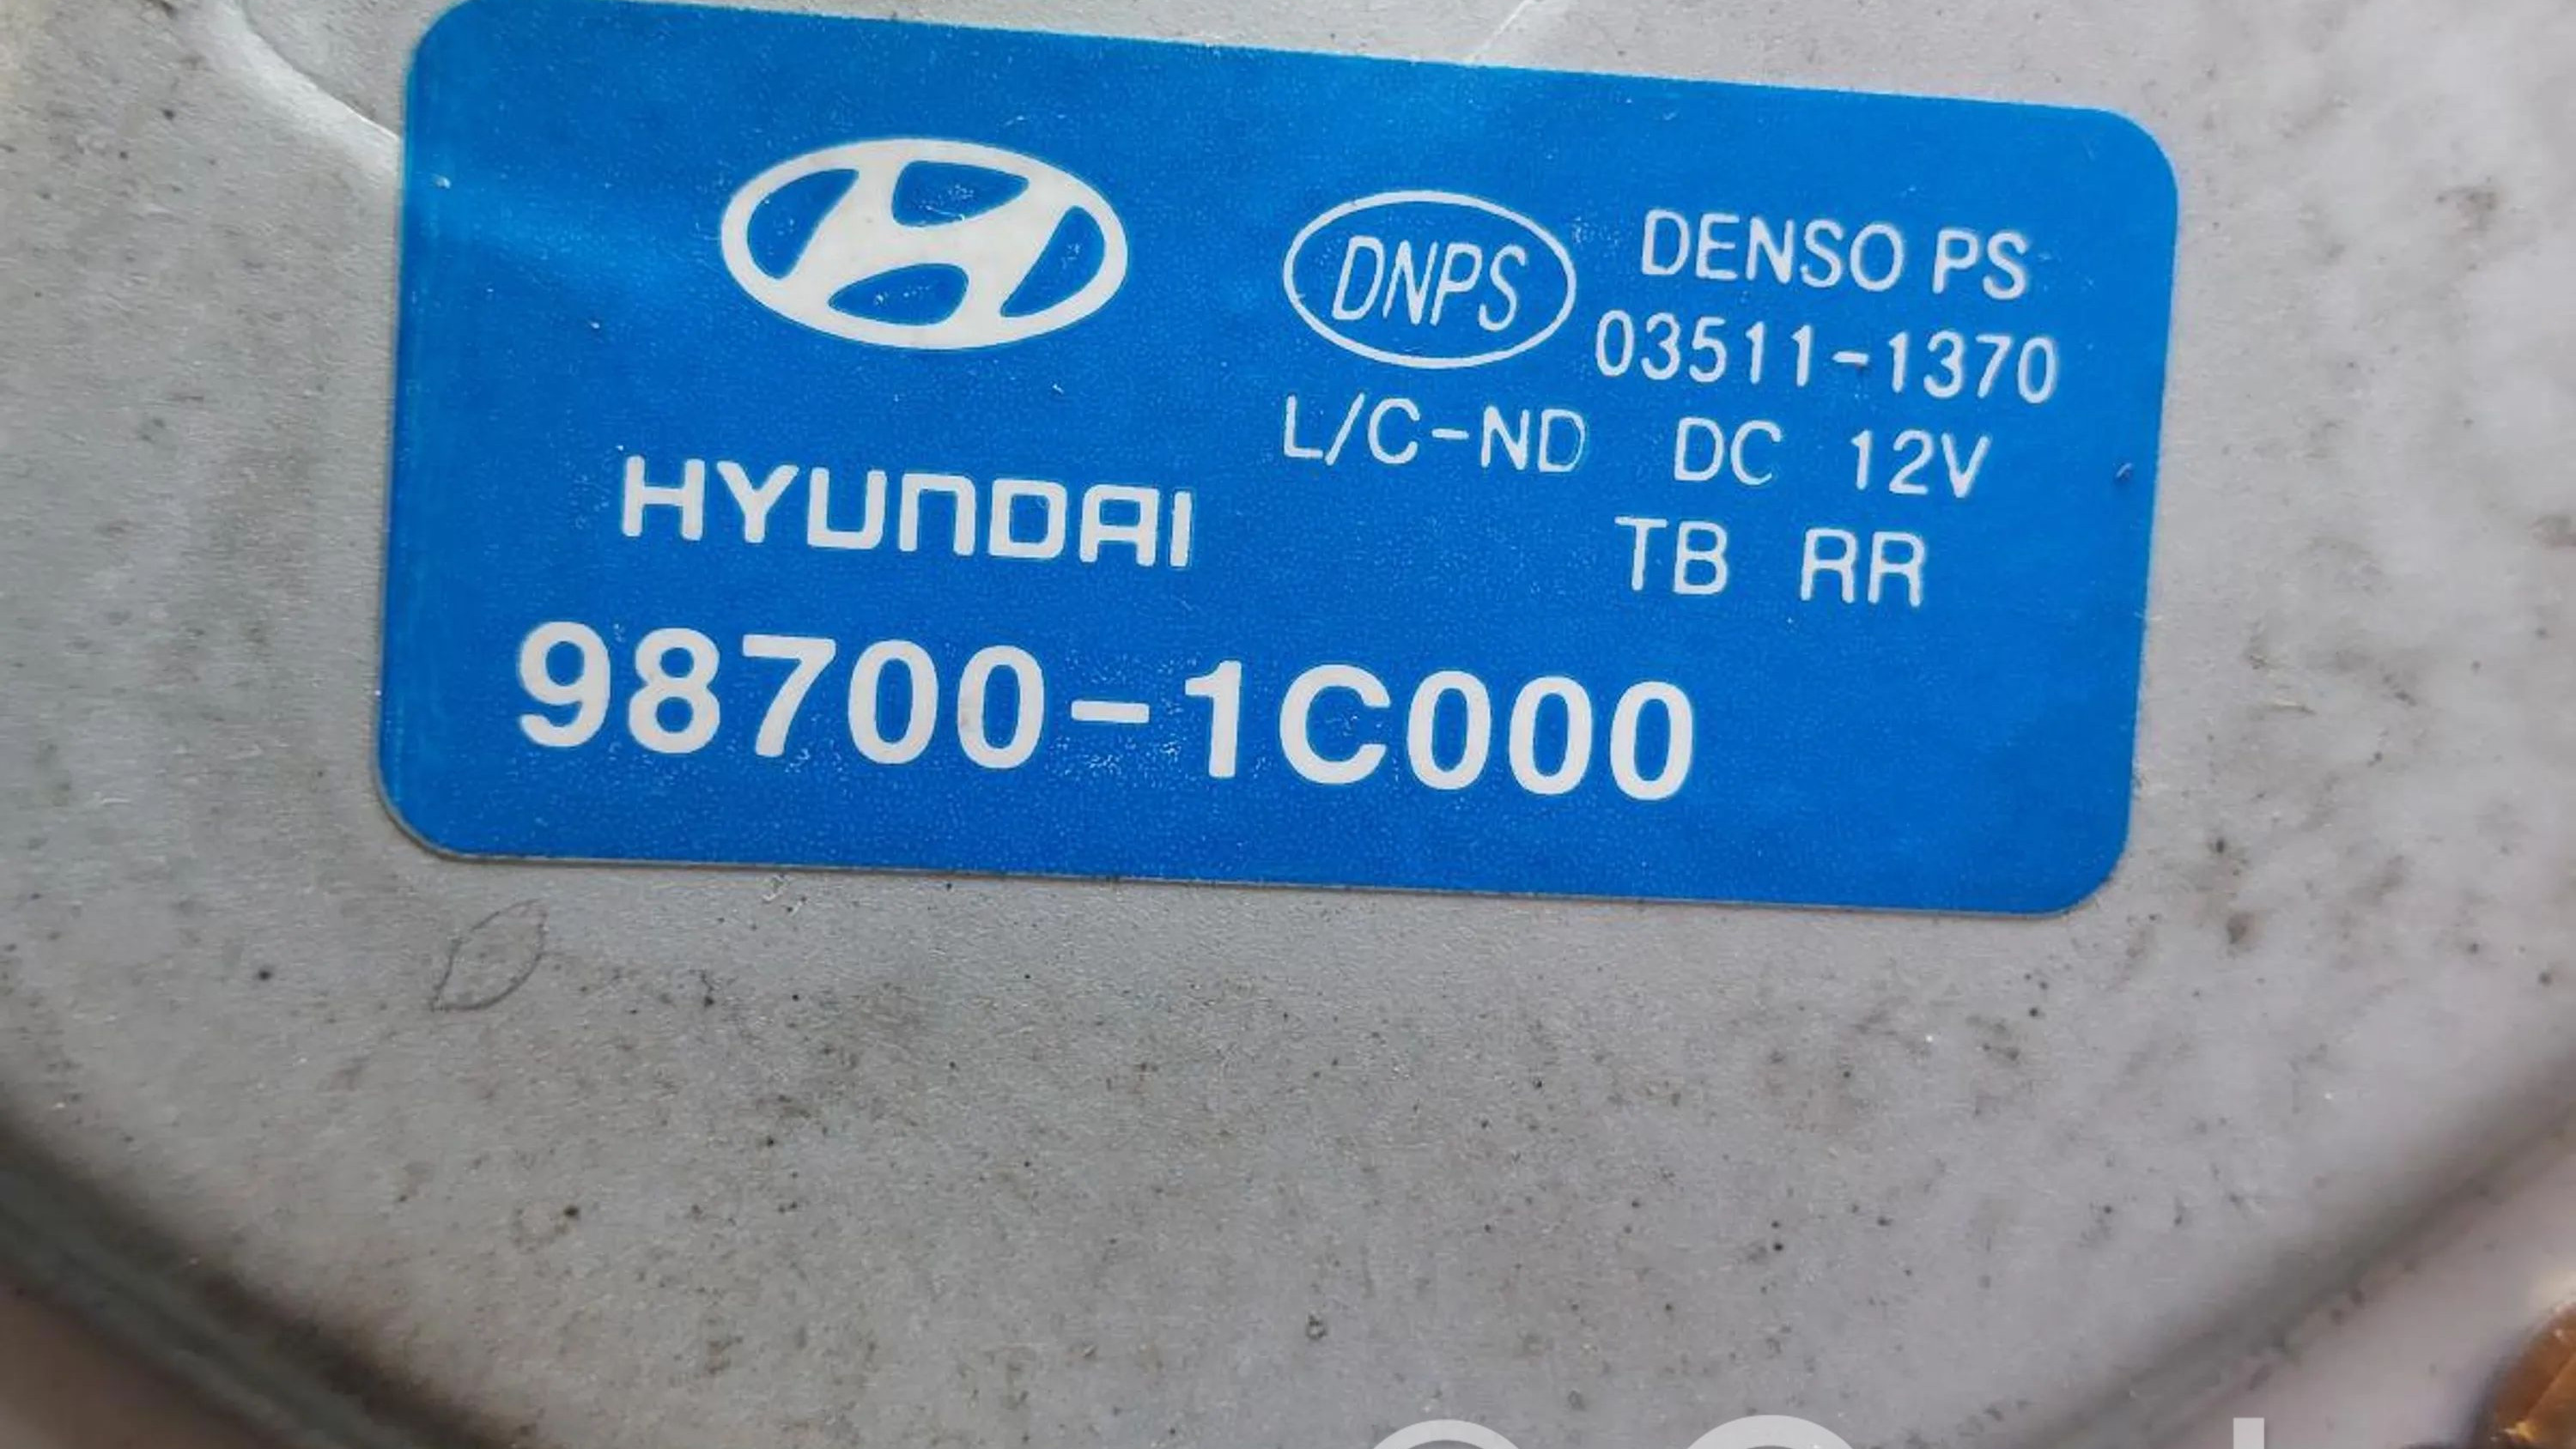 DNPS
DENSO PS
03511-1370
L/C-ND DC 12V
TB RR
HYUNDAI
98700-1C000